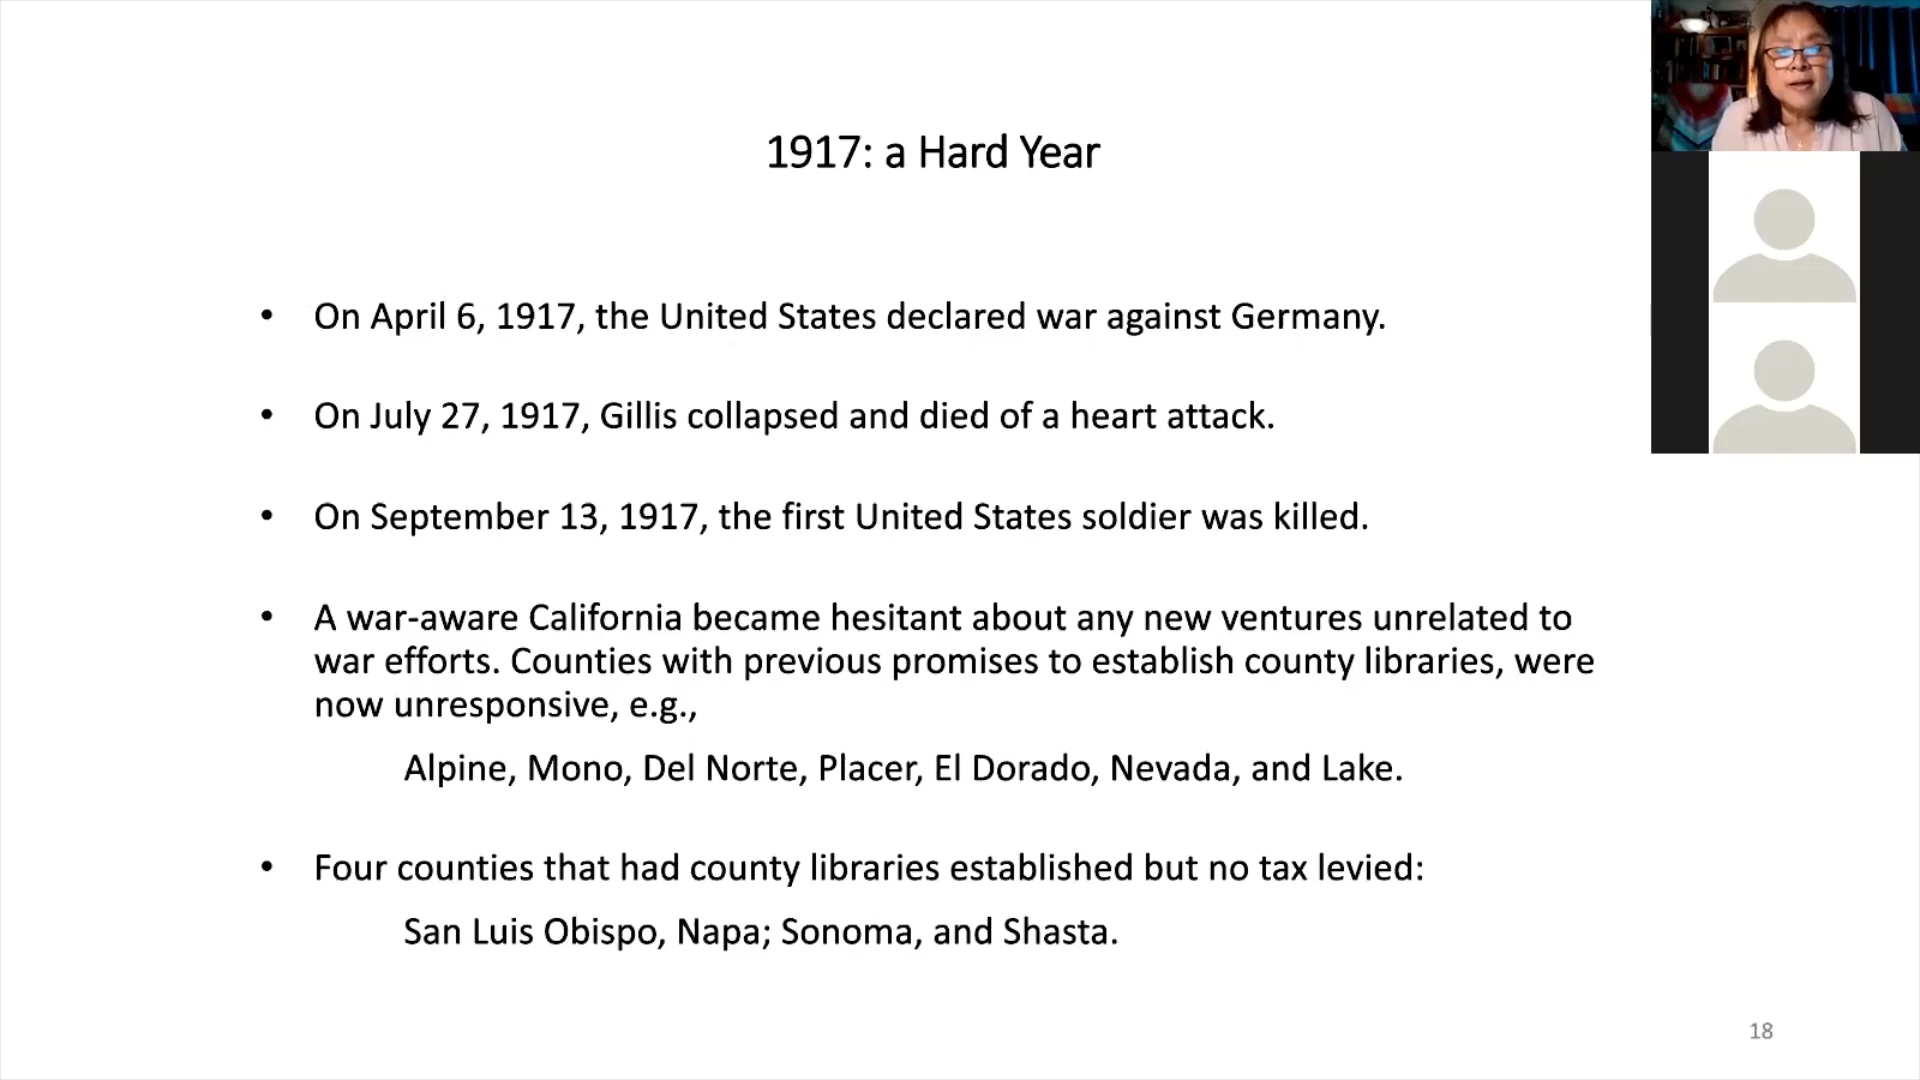 1917: a Hard Year
• On April 6, 1917, the United States declared war against Germany.
• On July 27, 1917, Gillis collapsed and died of a heart attack.
• On September 13, 1917, the first United States soldier was killed.
• A war-aware California became hesitant about any new ventures unrelated to
war efforts. Counties with previous promises to establish county libraries, were
now unresponsive, e.g.,
Alpine, Mono, Del Norte, Placer, El Dorado, Nevada, and Lake.
• Four counties that had county libraries established but no tax levied:
San Luis Obispo, Napa; Sonoma, and Shasta.
18